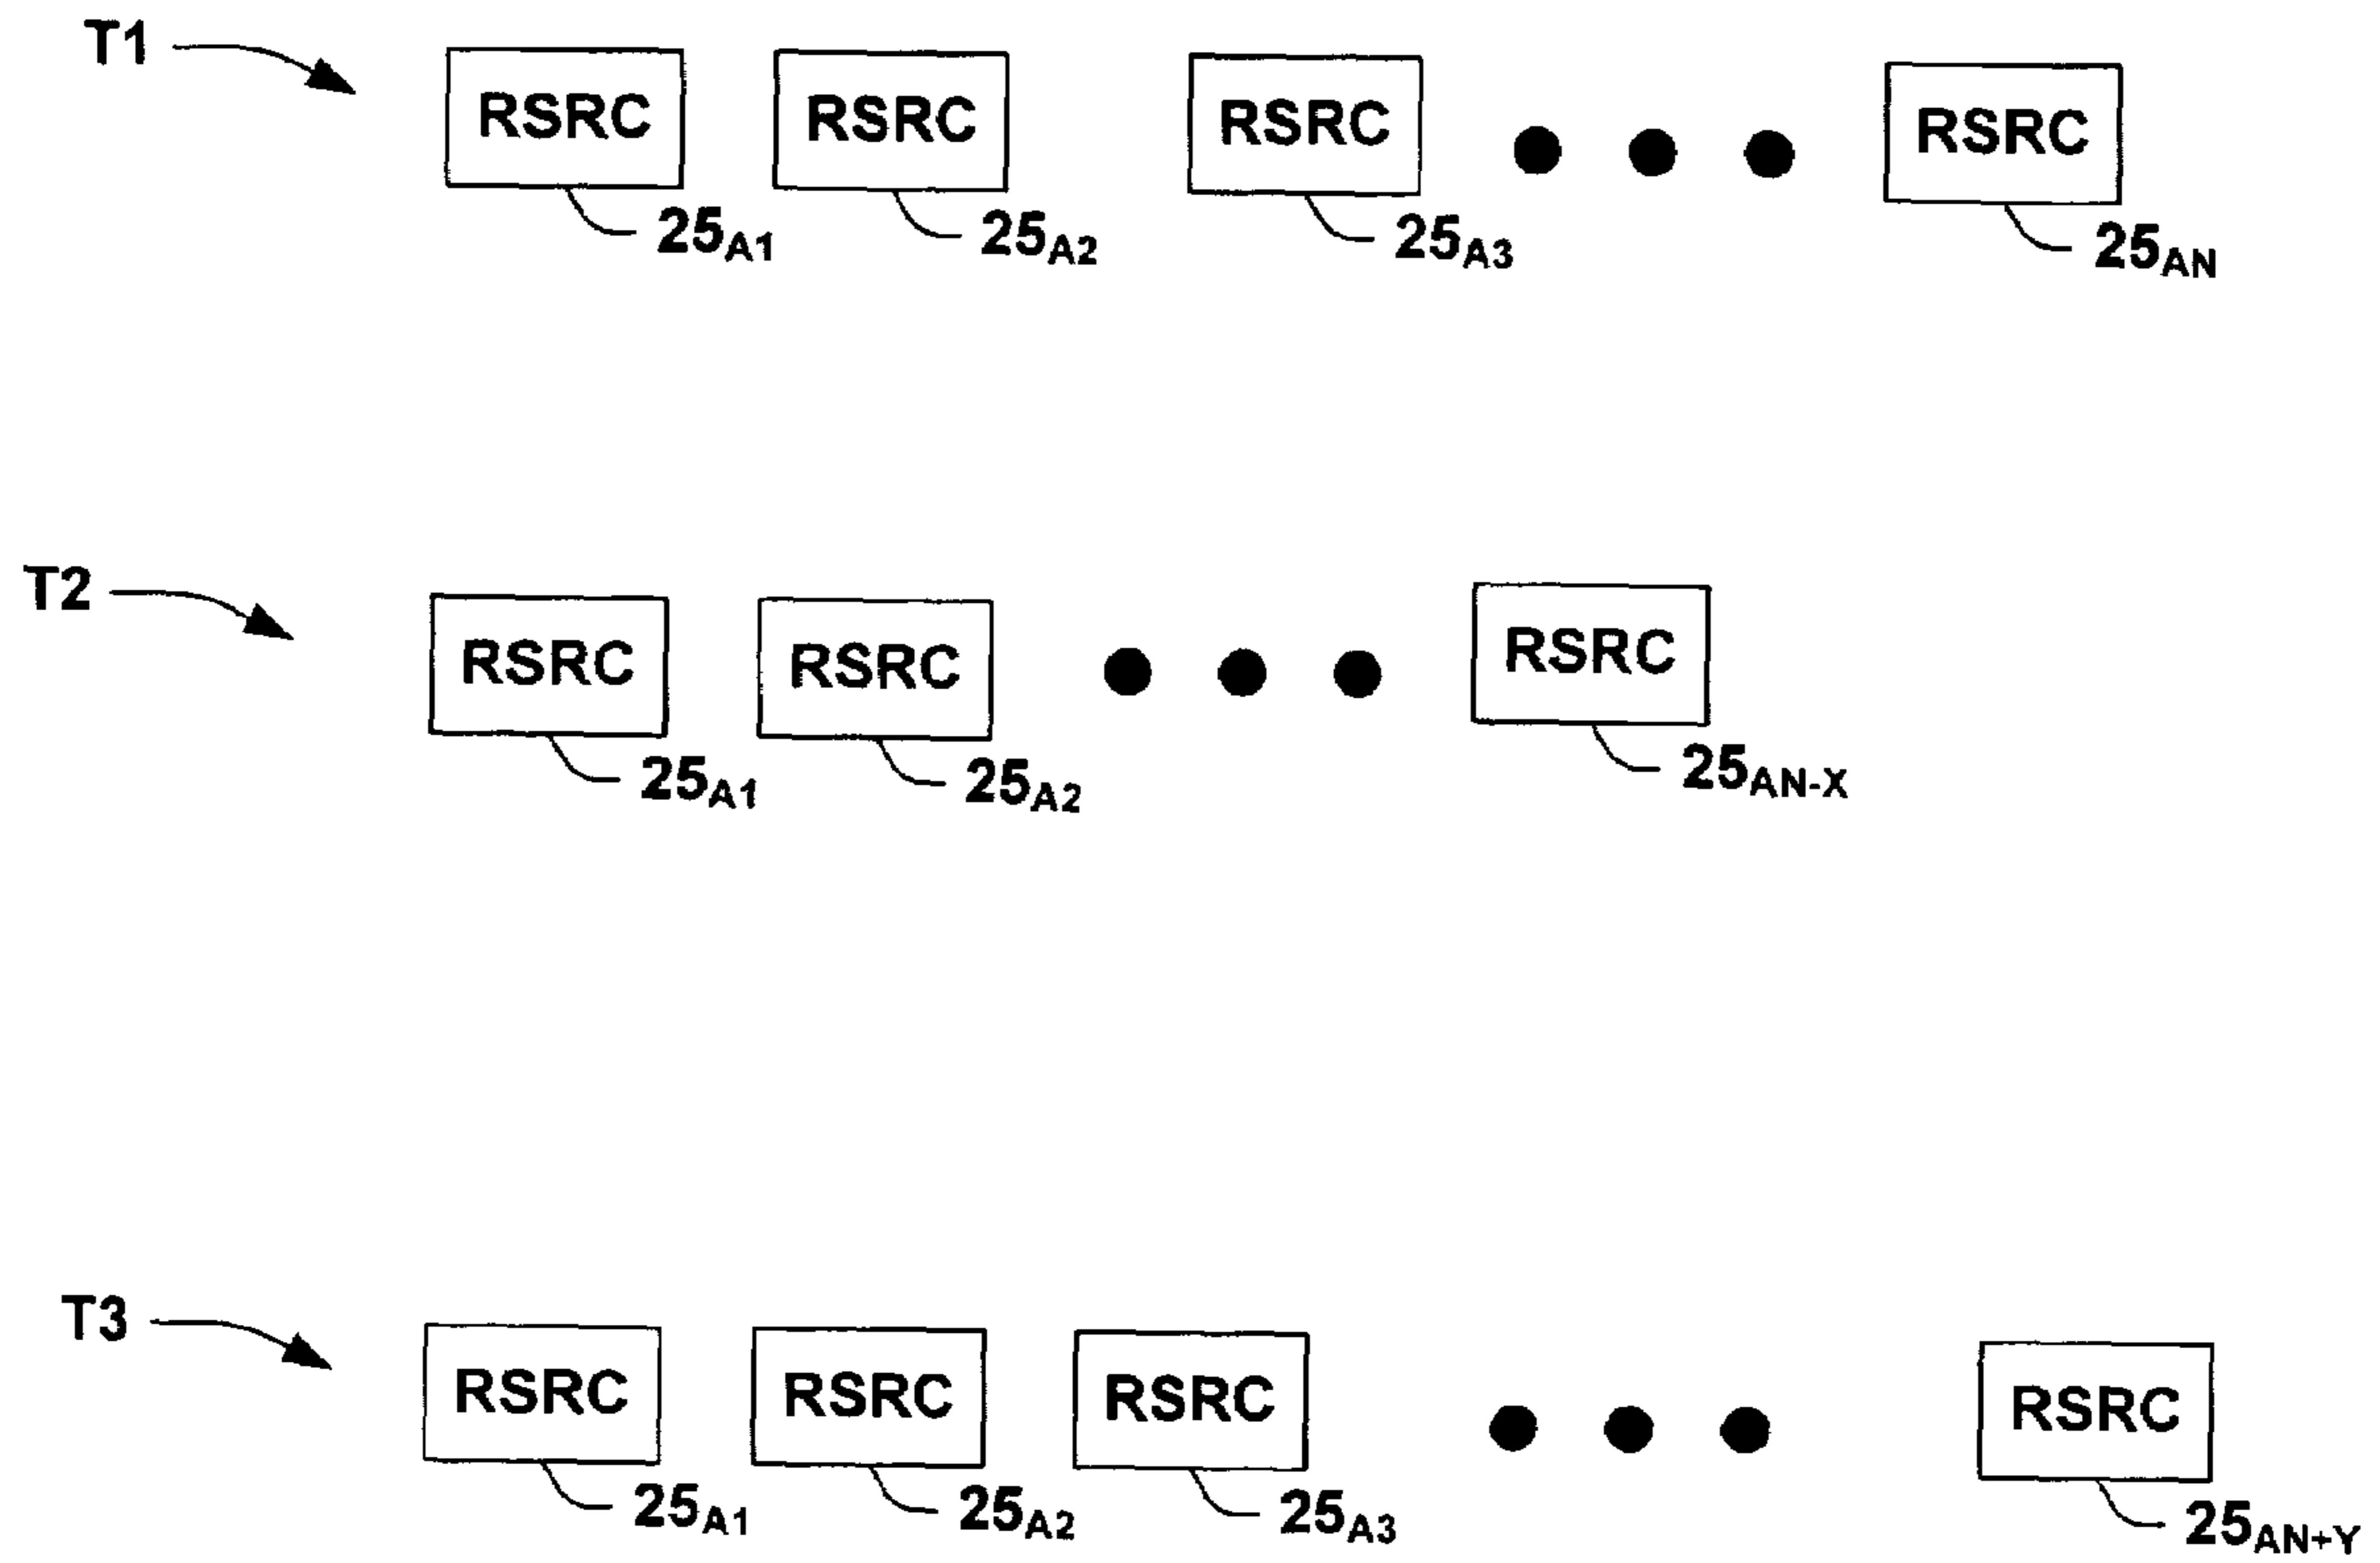 T1
RSRC RSRC RSRC RSRC
25A1 25A2 25A3 25AN
T2
RSRC RSRC RSRC
25A1 25A2 25AN-X
T3
RSRC RSRC RSRC RSRC
25A1 25A2 25A3 25AN+Y